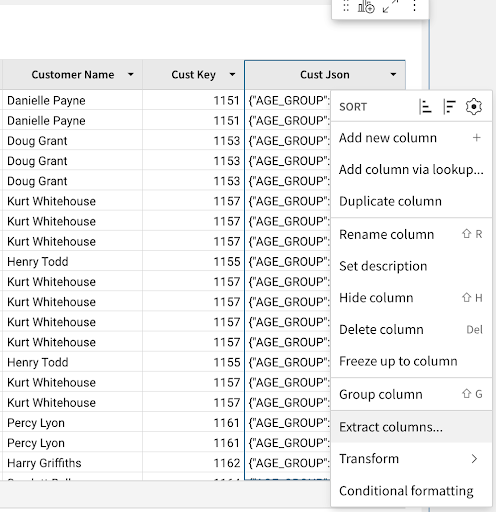 Customer Name Cust Key Cust Json
Danielle Payne 1151 {"AGE_GROUP":
Danielle Payne 1151 {"AGE_GROUP":
Doug Grant 1153 {"AGE_GROUP":
Doug Grant 1153 {"AGE_GROUP":
Doug Grant 1153 {"AGE_GROUP":
Kurt Whitehouse 1157 {"AGE_GROUP":
Kurt Whitehouse 1157 {"AGE_GROUP":
Kurt Whitehouse 1157 {"AGE_GROUP":
Henry Todd 1155 {"AGE_GROUP":
Kurt Whitehouse 1157 {"AGE_GROUP":
Kurt Whitehouse 1157 {"AGE_GROUP":
Kurt Whitehouse 1157 {"AGE_GROUP":
Kurt Whitehouse 1157 {"AGE_GROUP":
Henry Todd 1155 {"AGE_GROUP":
Kurt Whitehouse 1157 {"AGE_GROUP":
Kurt Whitehouse 1157 {"AGE_GROUP":
Percy Lyon 1161 {"AGE_GROUP":
Percy Lyon 1161 {"AGE_GROUP":
Harry Griffiths 1162 {"AGE_GROUP":
SORT
Add new column +
Add column via lookup...
Duplicate column
Rename column ⇧ R
Set description
Hide column ⇧ H
Delete column Del
Freeze up to column
Group column ⇧ G
Extract columns...
Transform
Conditional formatting